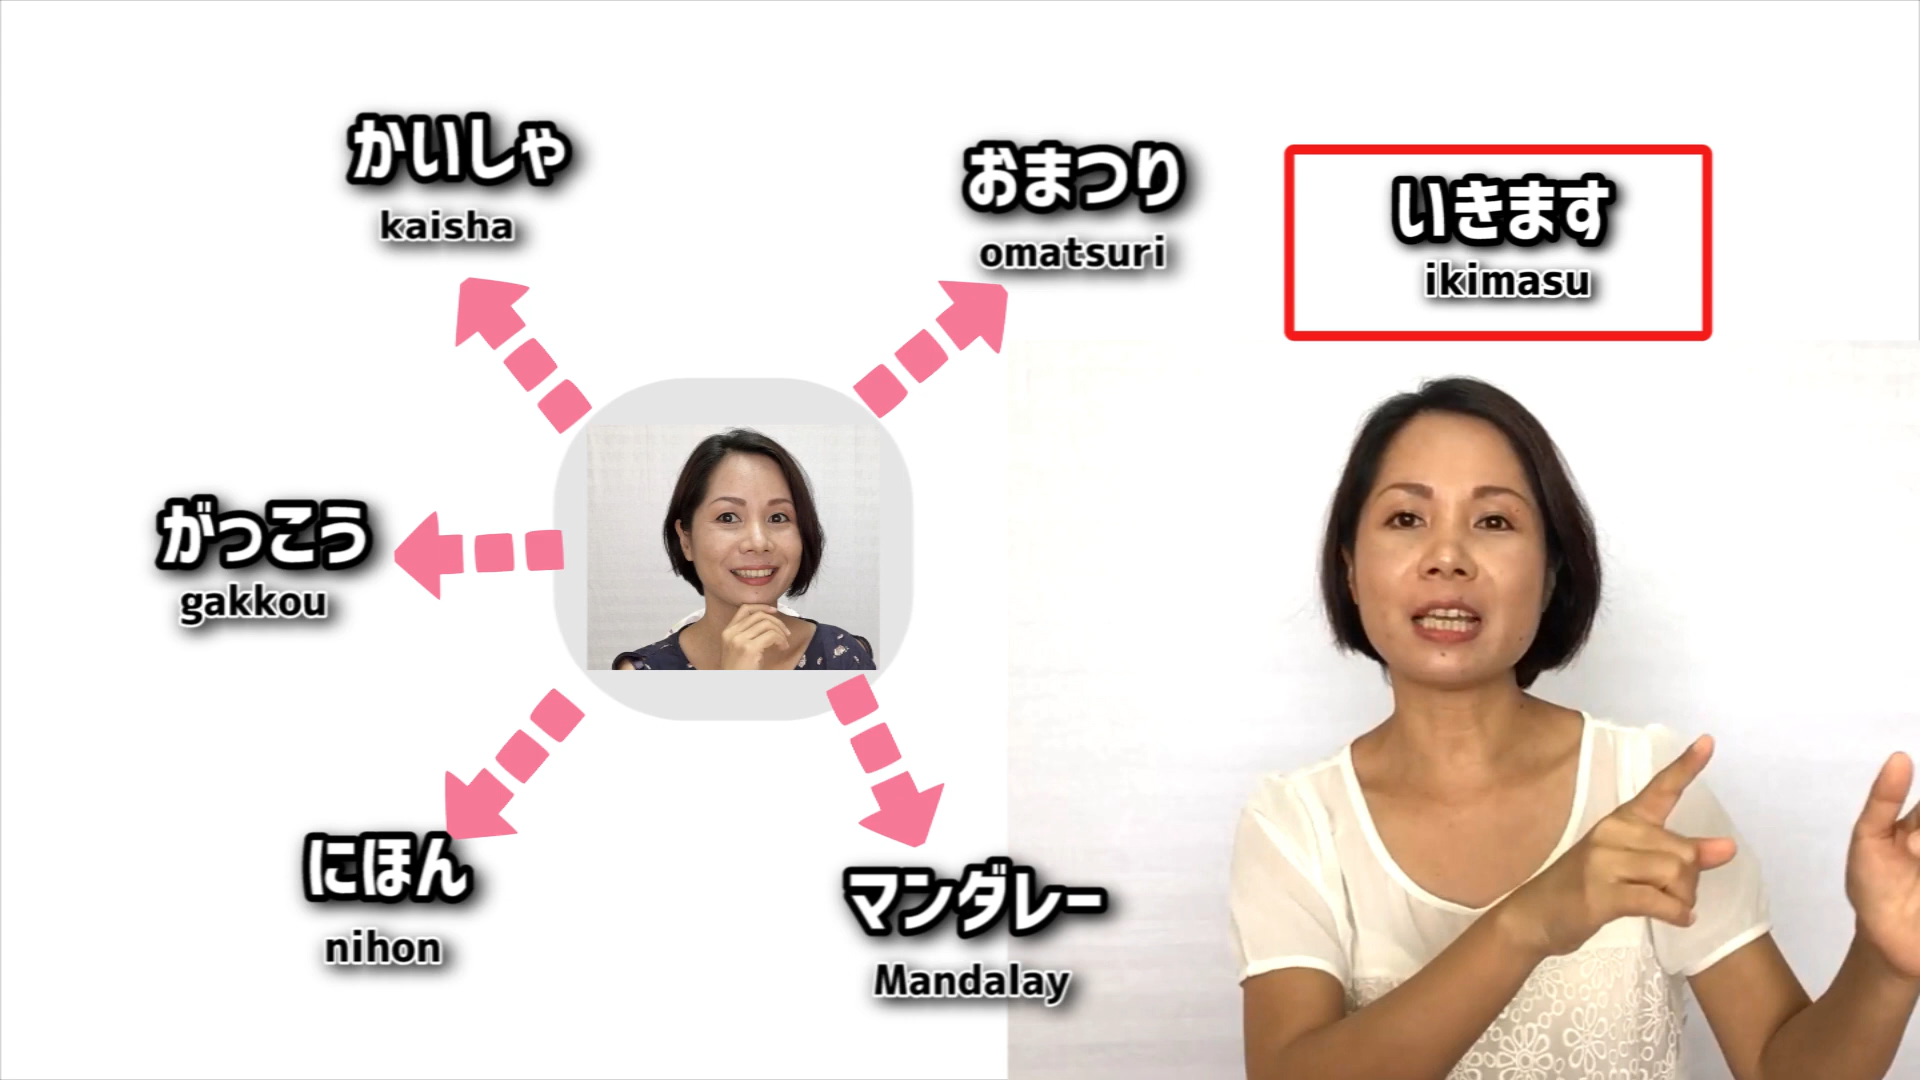 かいしゃ
kaisha
おまつり
omatsuri
いきます
ikimasu
がっこう
gakkou
にほん
nihon
マンダレー
Mandalay